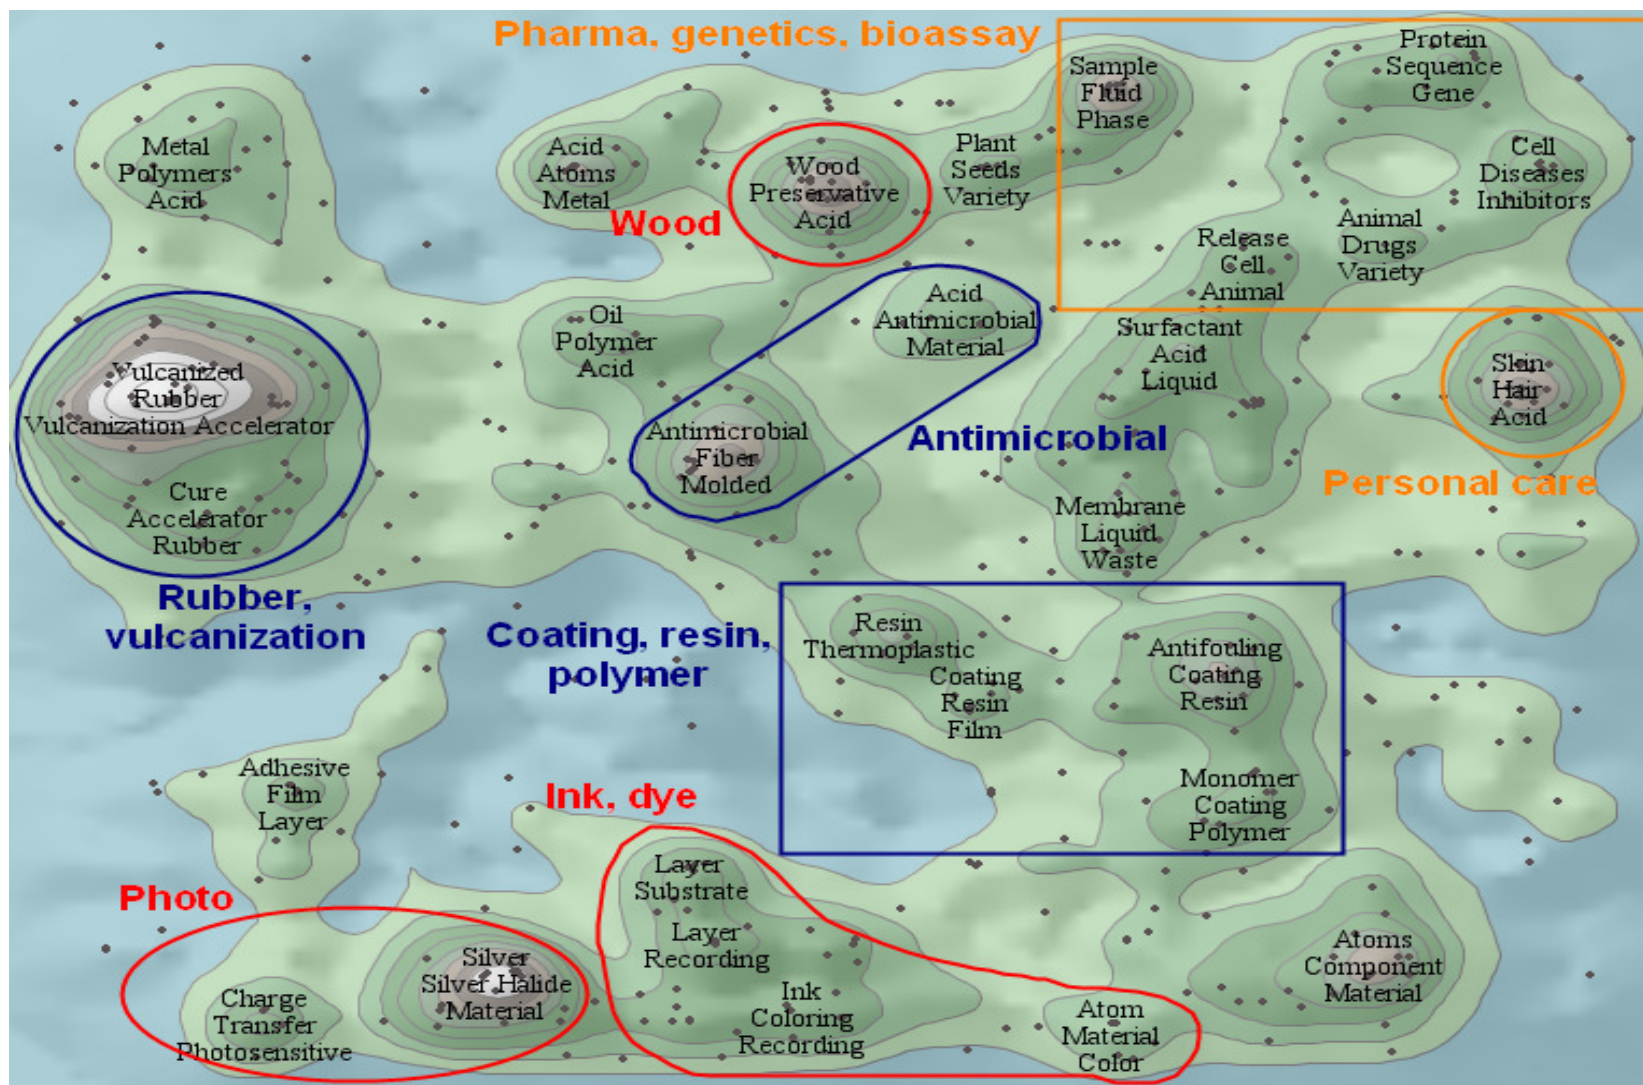 Pharma, genetics, bioassay
Protein
Sequence
Gene
Sample
Fluid
Phase
Metal
Polymers
Acid
Acid
Atoms
Metal
Wood
Preservative
Acid
Wood
Plant
Seeds
Variety
Cell
Diseases
Inhibitors
Animal
Drugs
Variety
Release
Cell
Animal
Oil
Polymer
Acid
Acid
Antimicrobial
Material
Surfactant
Acid
Liquid
Skin
Hair
Acid
Personal care
Vulcanized
Rubber
Vulcanization Accelerator
Cure
Accelerator
Rubber
Rubber,
vulcanization
Antimicrobial
Fiber
Molded
Antimicrobial
Membrane
Liquid
Waste
Coating, resin,
polymer
Resin
Thermoplastic
Coating
Resin
Film
Antifouling
Coating
Resin
Monomer
Coating
Polymer
Adhesive
Film
Layer
Ink, dye
Layer
Substrate
Layer
Recording
Ink
Coloring
Recording
Atom
Material
Color
Photo
Silver
Silver Halide
Material
Charge
Transfer
Photosensitive
Atoms
Component
Material